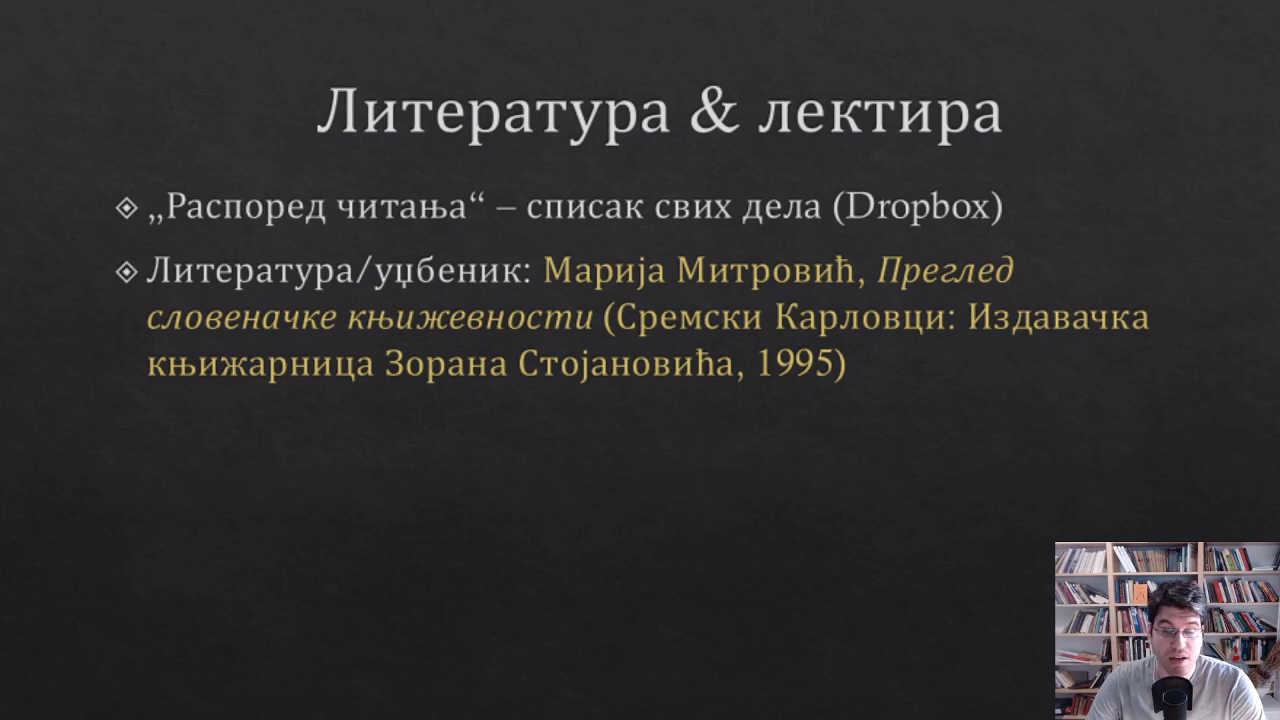 Литература & лектира
„Распоред читања“ – списак свих дела (Dropbox)
Литература/уџбеник: Марија Митровић, Преглед
словеначке књижевности (Сремски Карловци: Издавачка
књижарница Зорана Стојановића, 1995)